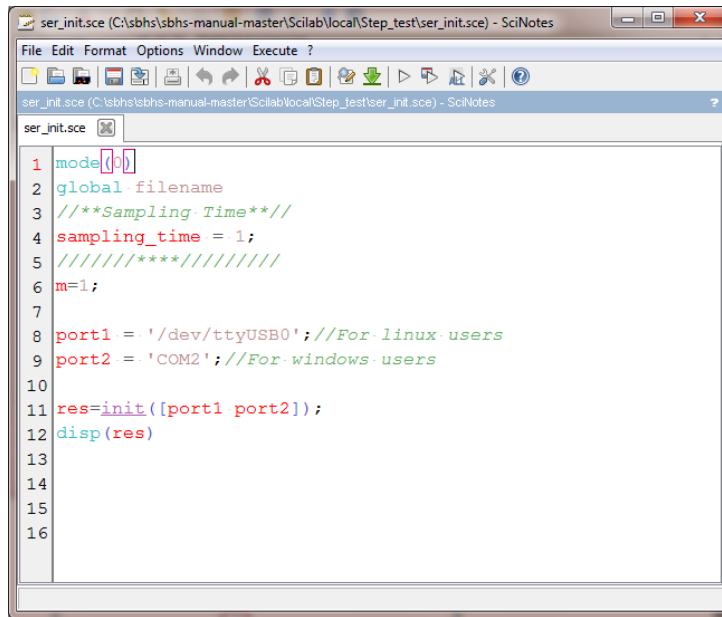 ser_init.sce (C:\sbhs\sbhs-manual-master\Scilab\local\Step_test\ser_init.sce) - SciNotes
File Edit Format Options Window Execute ?
ser_init.sce (C:\sbhs\sbhs-manual-master\Scilab\local\Step_test\ser_init.sce) - SciNotes ?
ser_init.sce
1 mode(0)
2 global filename
3 //**Sampling Time**//
4 sampling_time = 1;
5 ///////****/////////
6 m=1;
7
8 port1 = '/dev/ttyUSB0';//For linux users
9 port2 = 'COM2';//For windows users
10
11 res=init([port1 port2]);
12 disp(res)
13
14
15
16